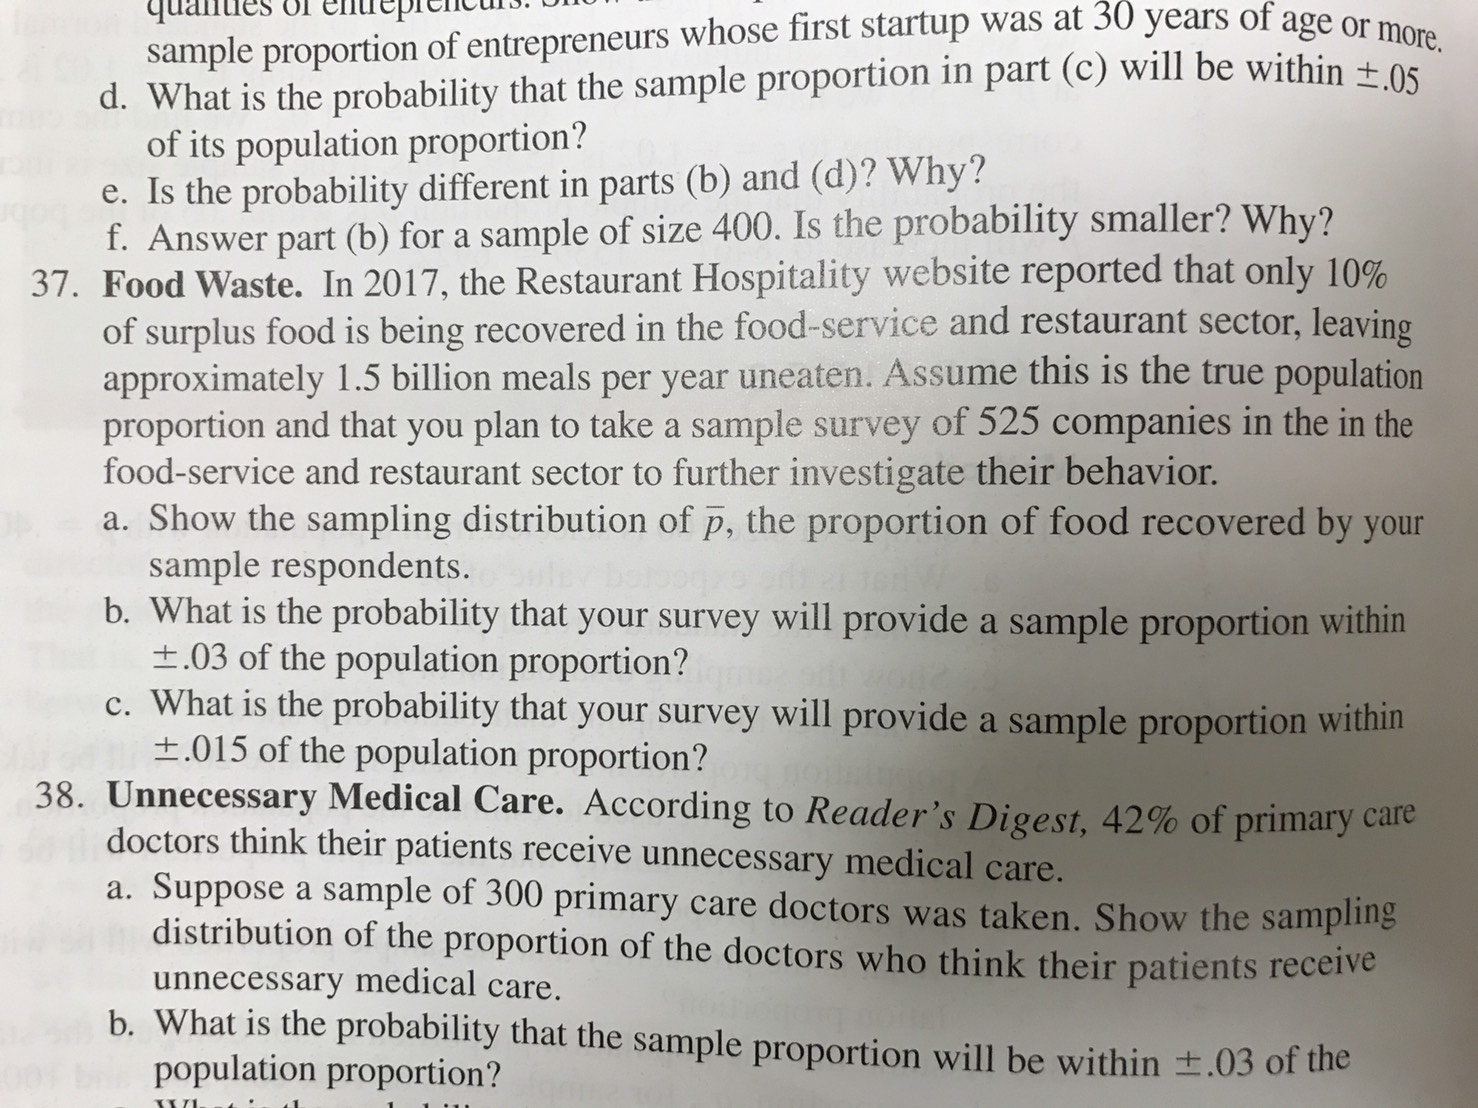 qualities of entrepreneurs.
sample proportion of entrepreneurs whose first startup was at 30 years of age or more.
d. What is the probability that the sample proportion in part (c) will be within ±.05
of its population proportion?
e. Is the probability different in parts (b) and (d)? Why?
f. Answer part (b) for a sample of size 400. Is the probability smaller? Why?
37. Food Waste. In 2017, the Restaurant Hospitality website reported that only 10%
of surplus food is being recovered in the food-service and restaurant sector, leaving
approximately 1.5 billion meals per year uneaten. Assume this is the true population
proportion and that you plan to take a sample survey of 525 companies in the in the
food-service and restaurant sector to further investigate their behavior.
a. Show the sampling distribution of p̄, the proportion of food recovered by your
sample respondents.
b. What is the probability that your survey will provide a sample proportion within
±.03 of the population proportion?
c. What is the probability that your survey will provide a sample proportion within
±.015 of the population proportion?
38. Unnecessary Medical Care. According to Reader's Digest, 42% of primary care
doctors think their patients receive unnecessary medical care.
a. Suppose a sample of 300 primary care doctors was taken. Show the sampling
distribution of the proportion of the doctors who think their patients receive
unnecessary medical care.
b. What is the probability that the sample proportion will be within ±.03 of the
population proportion?